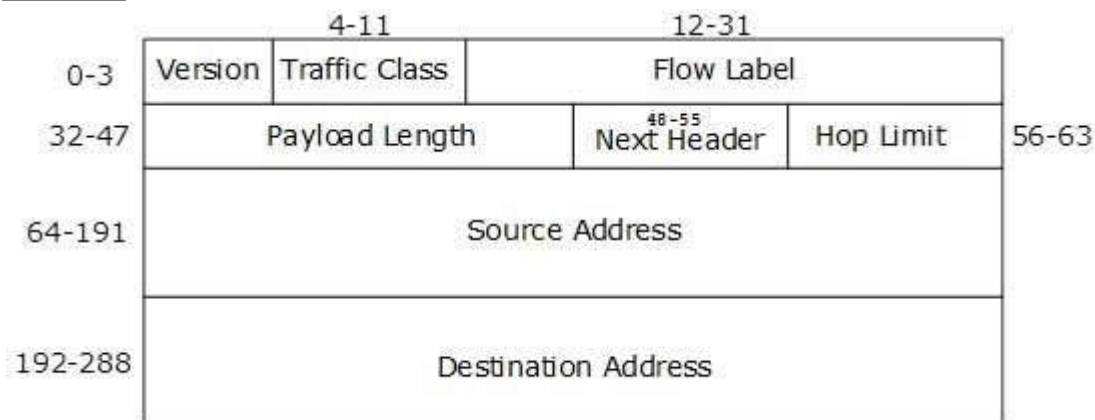 4-11 12-31
0-3 Version Traffic Class Flow Label
48-55
32-47 Payload Length Next Header Hop Limit 56-63
64-191 Source Address
192-288 Destination Address